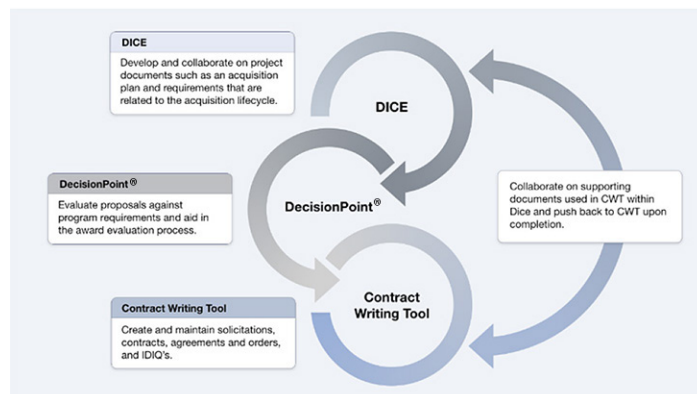 DICE
Develop and collaborate on project
documents such as an acquisition
plan and requirements that are
related to the acquisition lifecycle.
DICE
DecisionPoint®
Evaluate proposals against
program requirements and aid in
the award evaluation process.
DecisionPoint®
Collaborate on supporting
documents used in CWT within
Dice and push back to CWT upon
completion.
Contract Writing Tool
Create and maintain solicitations,
contracts, agreements and orders,
and IDIQ's.
Contract
Writing Tool